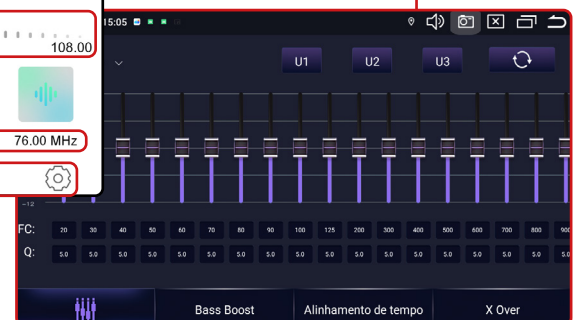 15:05
108.00
U1 U2 U3
76.00 MHz
-12
FC: 20 30 40 50 60 70 80 90 100 125 200 300 400 500 600 700 800 900
Q: 5.0 5.0 5.0 5.0 5.0 5.0 5.0 5.0 5.0 5.0 5.0 5.0 5.0 5.0 5.0 5.0 5.0 5.0
Bass Boost Alinhamento de tempo X Over